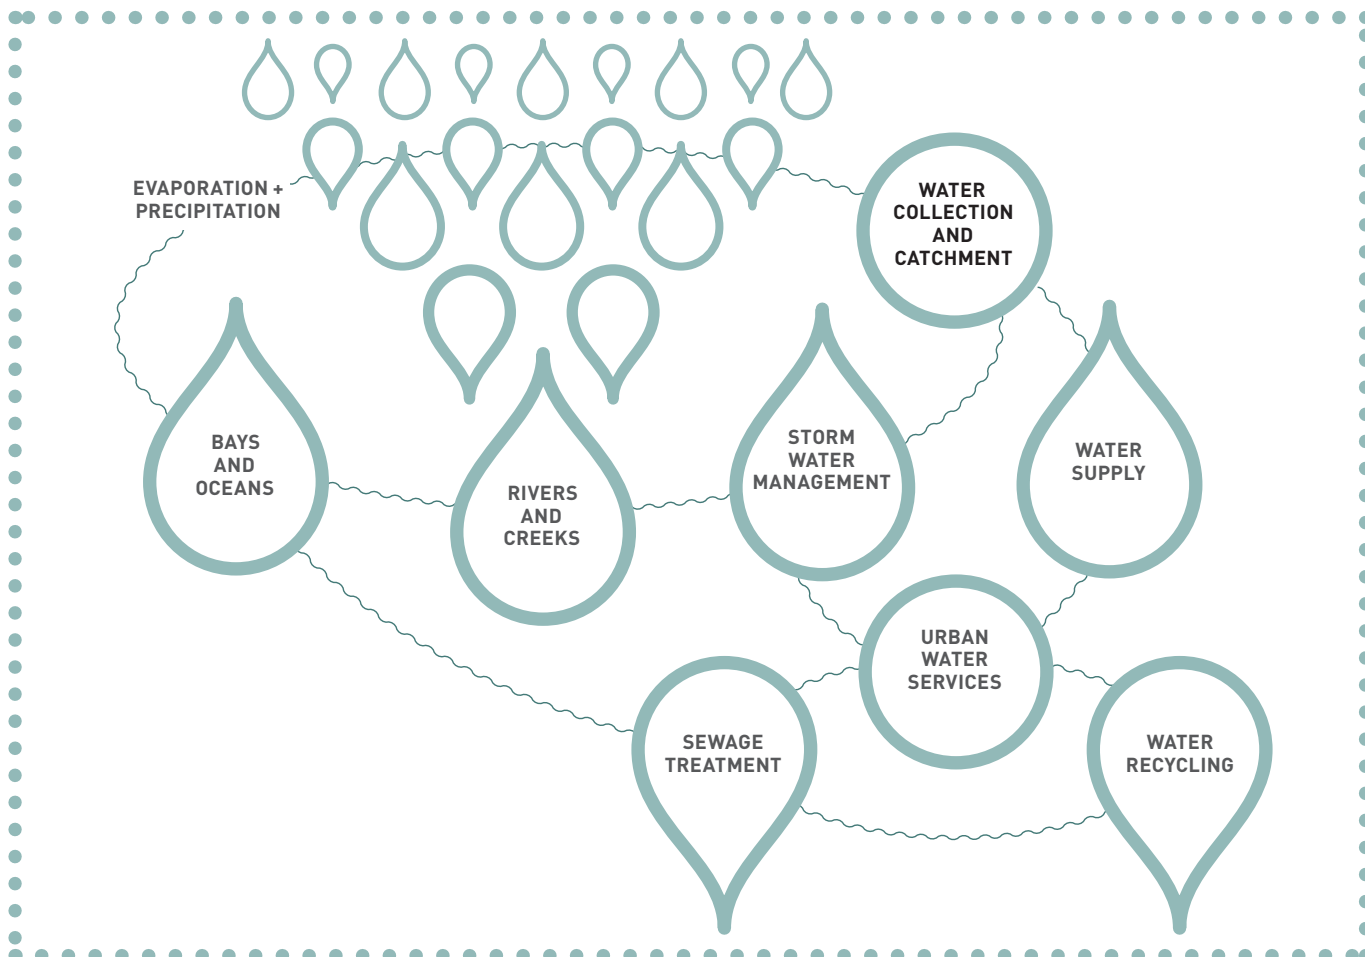 EVAPORATION +
PRECIPITATION
WATER
COLLECTION
AND
CATCHMENT
BAYS
AND
OCEANS
RIVERS
AND
CREEKS
STORM
WATER
MANAGEMENT
WATER
SUPPLY
URBAN
WATER
SERVICES
SEWAGE
TREATMENT
WATER
RECYCLING